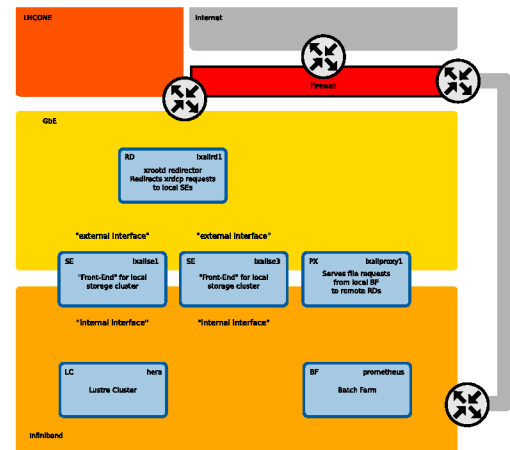 LHCONE
Internet
Firewall
GbE
RD lxalird1
xrootd redirector
Redirects xrdcp requests
to local SEs
"external interface" "external interface"
SE lxalise1
"Front-End" for local
storage cluster
SE lxalise3
"Front-End" for local
storage cluster
PX lxaliproxy1
Serves file requests
from local BF
to remote RDs
"internal interface" "internal interface"
LC hera
Lustre Cluster
BF prometheus
Batch Farm
Infiniband